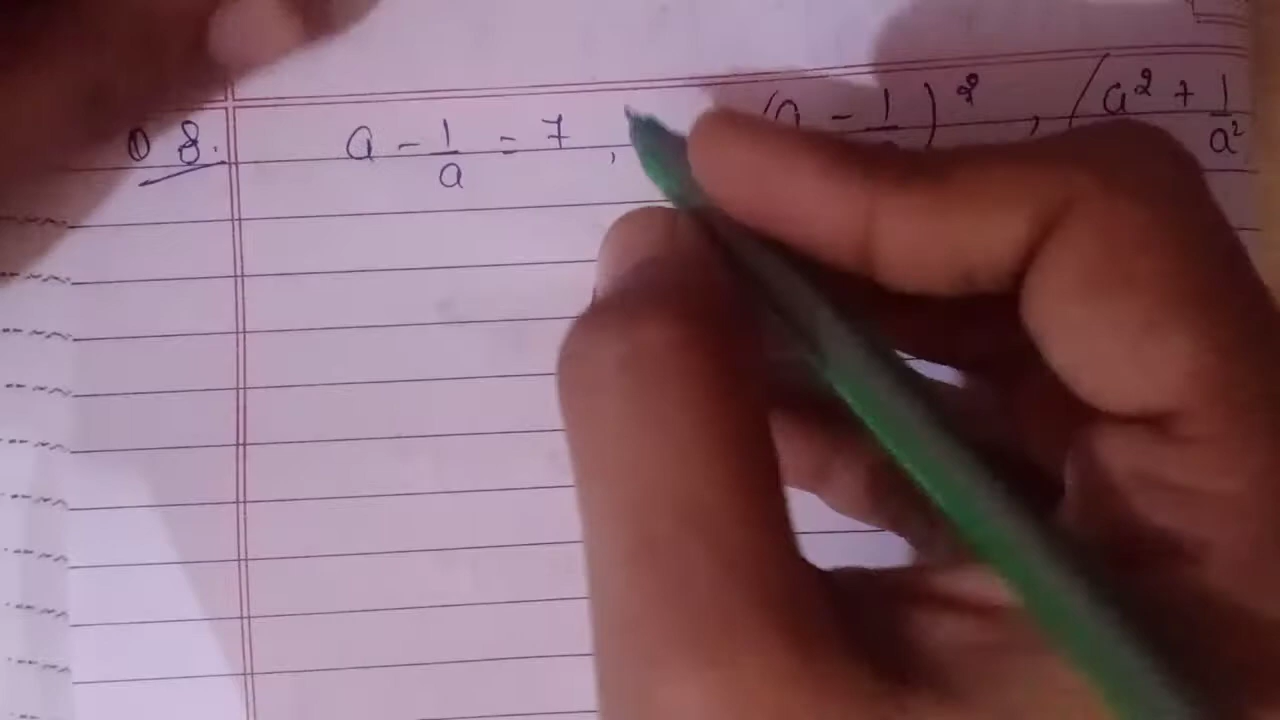 Q 8. a - 1/a = 7 , (a - 1/a)² , (a² + 1/a²